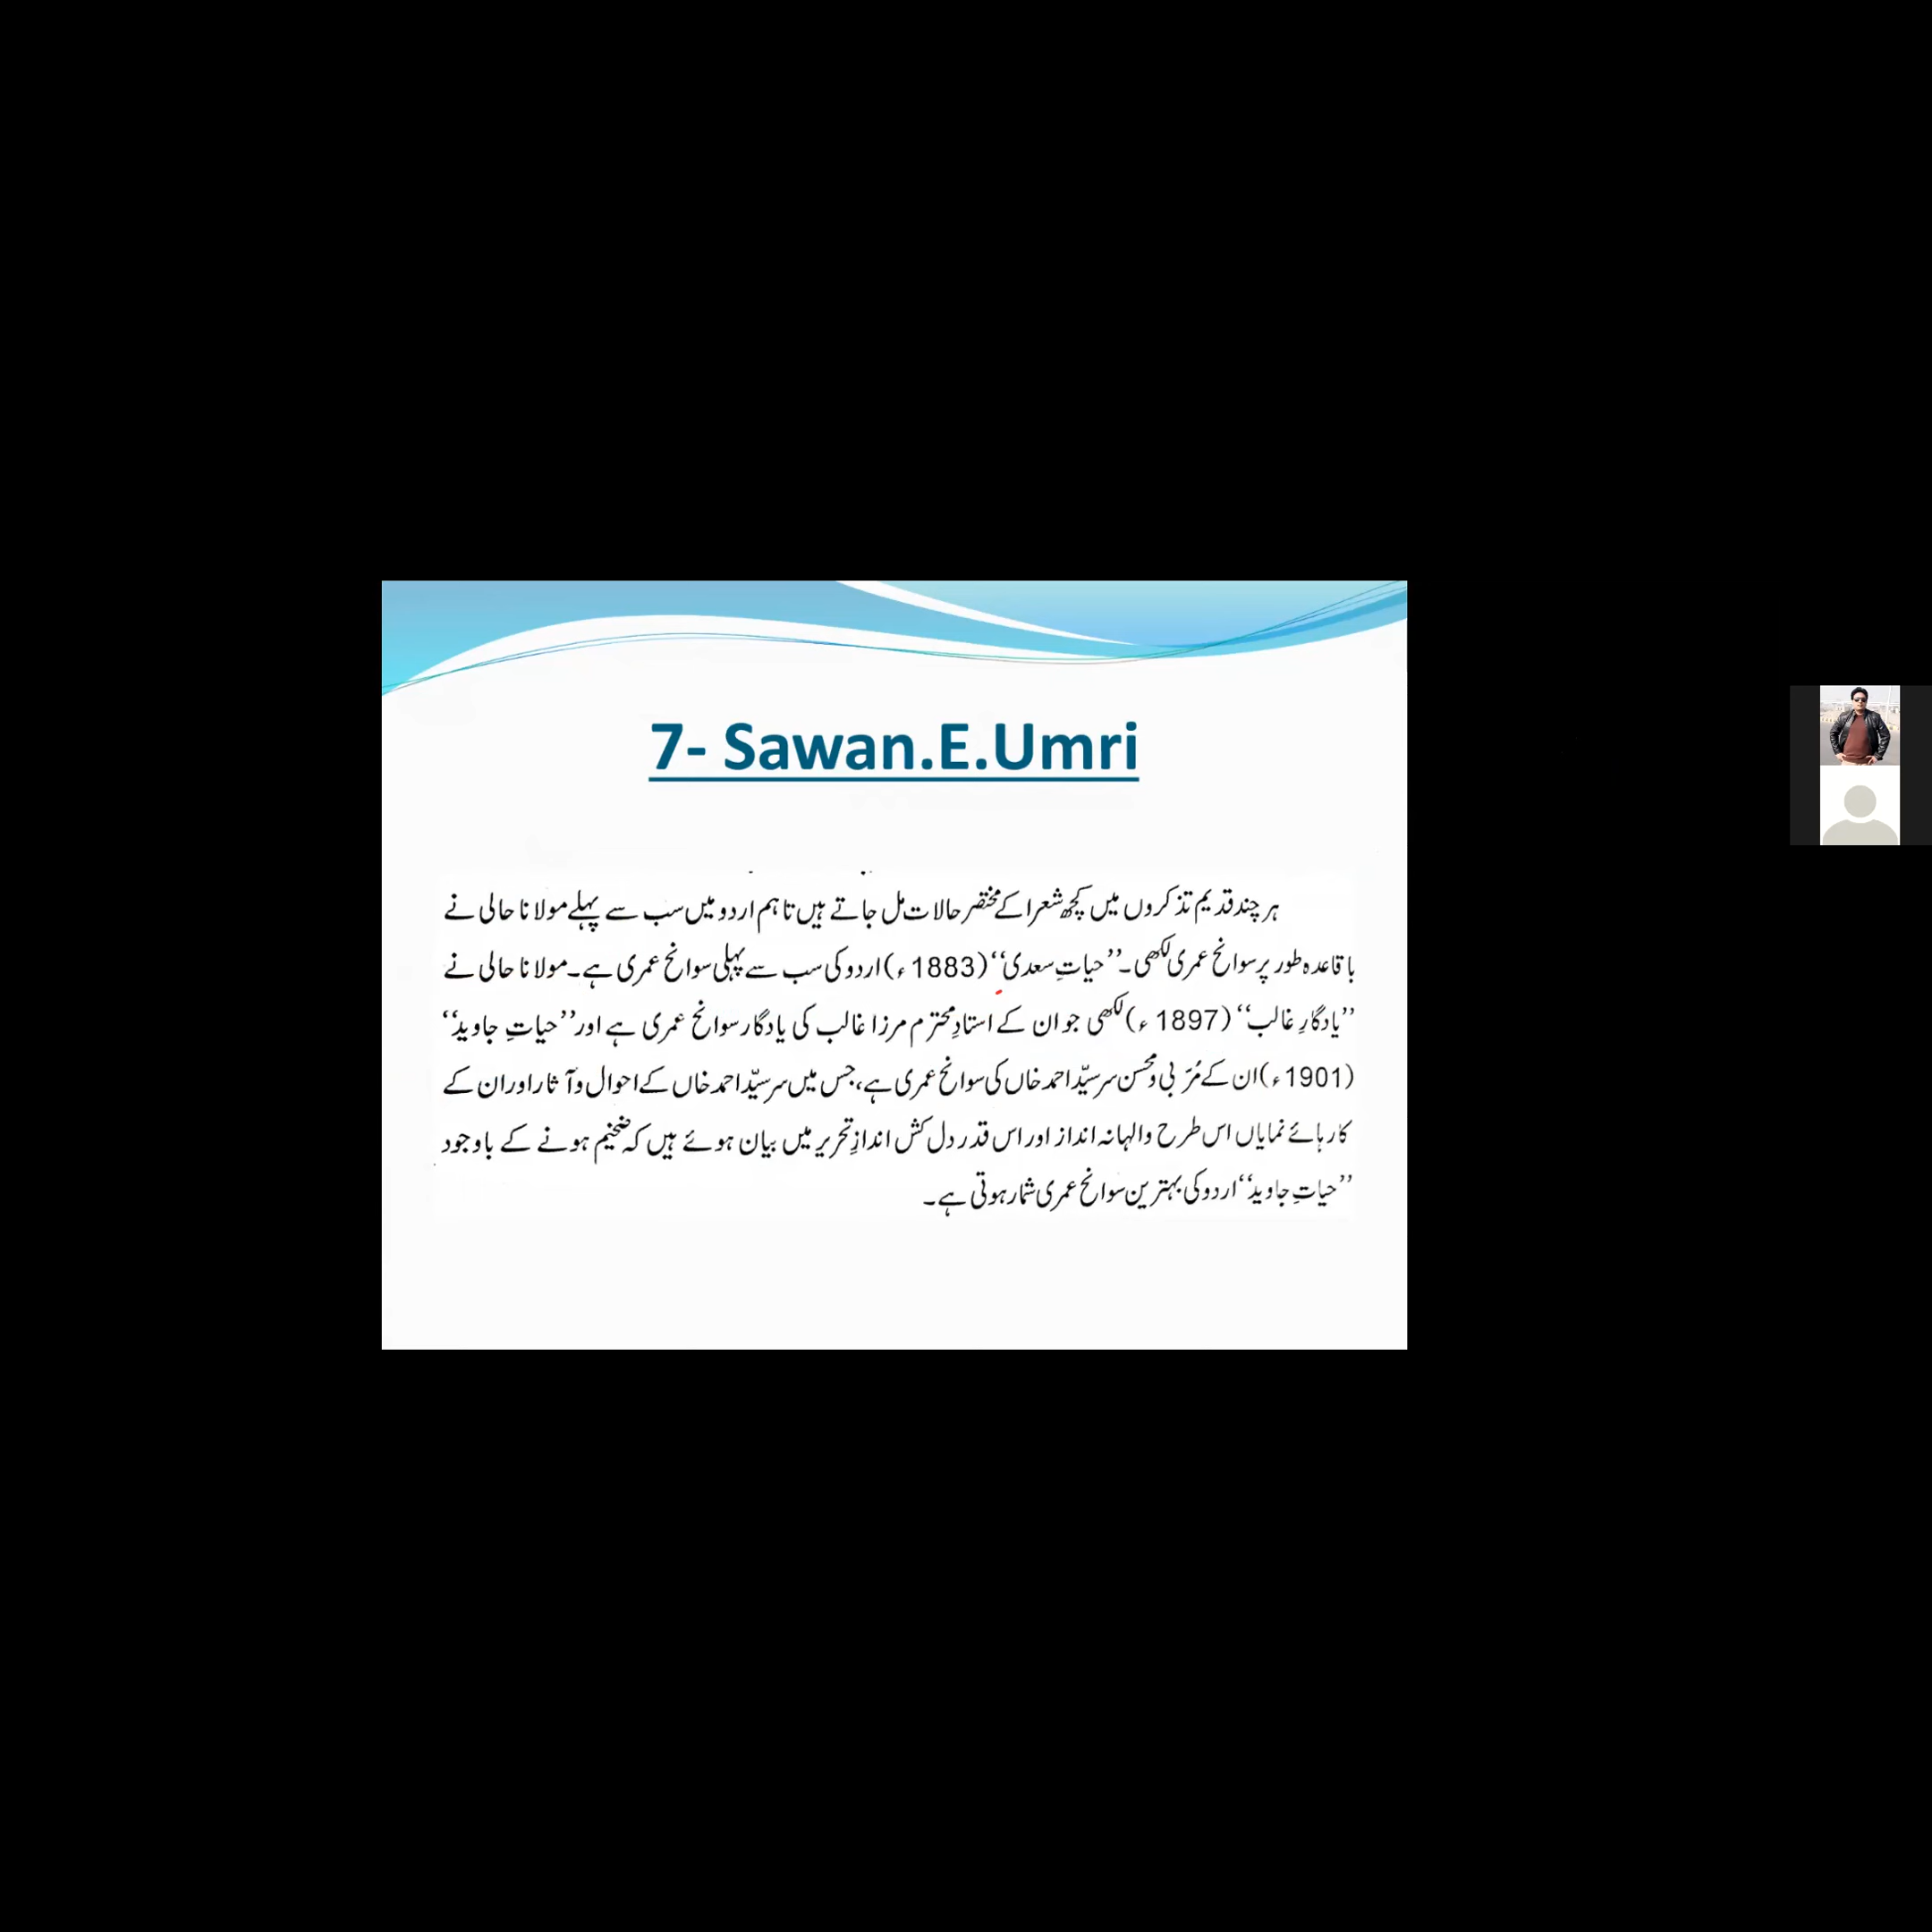 7- Sawan.E.Umri
ہر چند قدیم تذکروں میں کچھ شعرا کے مختصر حالات مل جاتے ہیں تاہم اردو میں سب سے پہلے مولانا حالی نے
باقاعدہ طور پر سوانح عمری لکھی۔ ’’حیاتِ سعدی‘‘ (1883ء) اردو کی سب سے پہلی سوانح عمری ہے۔ مولانا حالی نے
’’یادگارِ غالب‘‘ (1897ء) لکھی جو ان کے استادِ محترم مرزا غالب کی یادگار سوانح عمری ہے اور ’’حیاتِ جاوید‘‘
(1901ء) ان کے مُربّی و محسن سر سیّد احمد خاں کی سوانح عمری ہے، جس میں سر سیّد احمد خاں کے احوال و آثار اور ان کے
کارہائے نمایاں اس طرح والہانہ انداز اور اس قدر دل کش اندازِ تحریر میں بیان ہوئے ہیں کہ ضخیم ہونے کے باوجود
’’حیاتِ جاوید‘‘ اردو کی بہترین سوانح عمری شمار ہوتی ہے۔